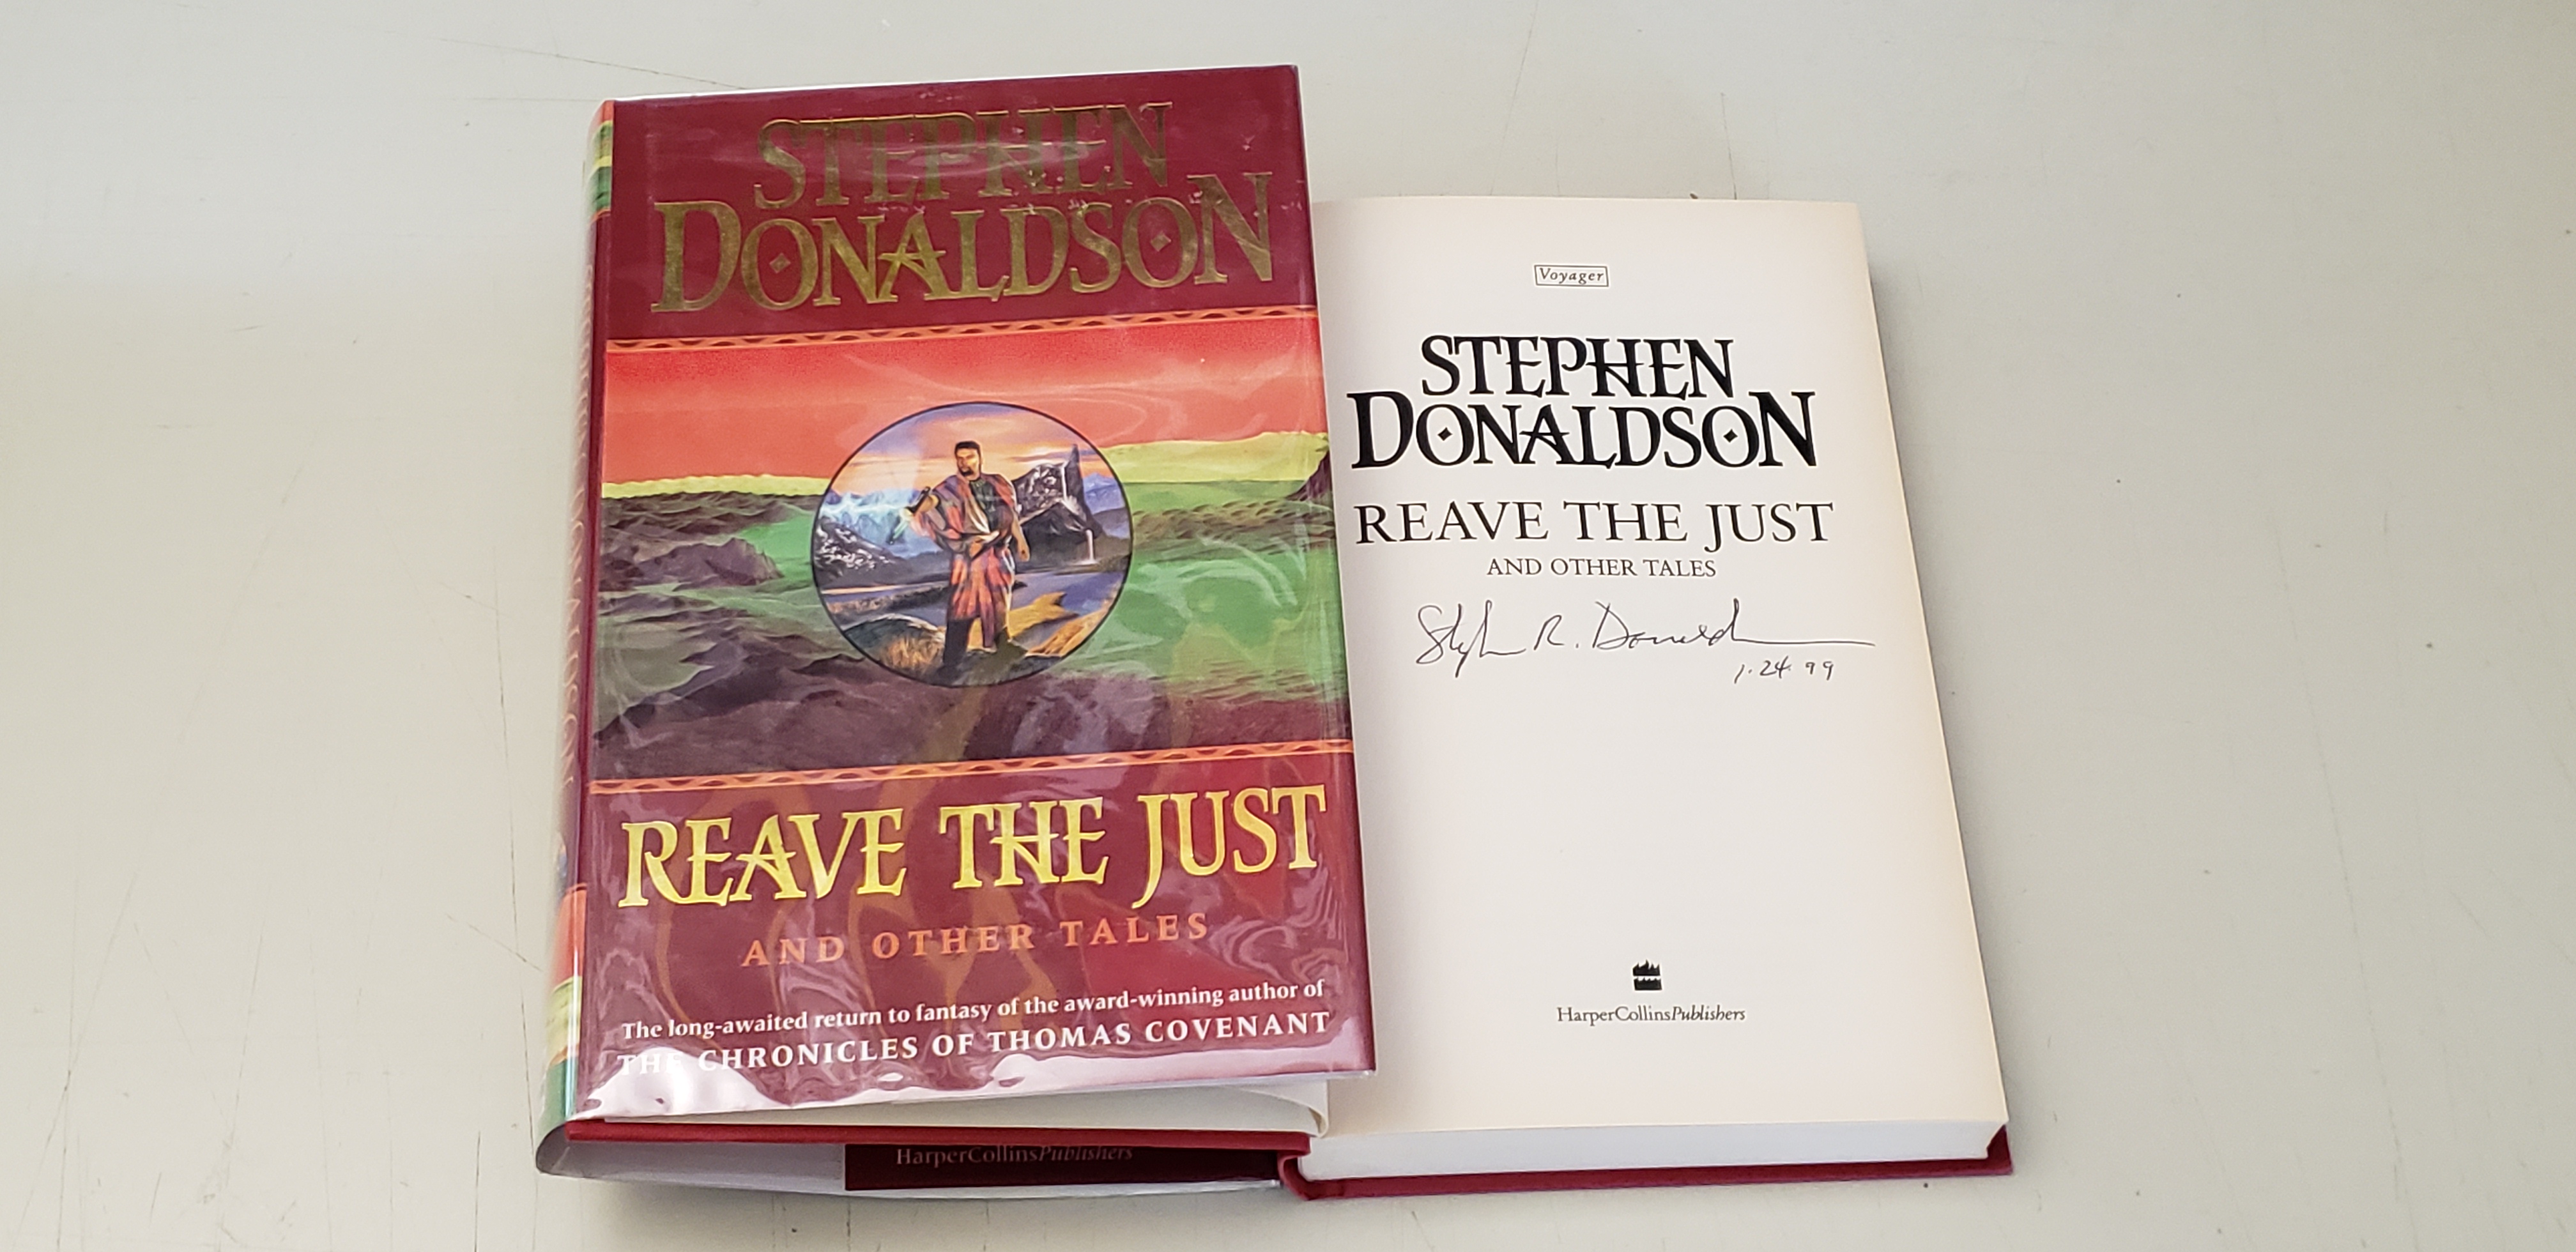 STEPHEN
DONALDSON
REAVE THE JUST
AND OTHER TALES
The long-awaited return to fantasy of the award-winning author of
THE CHRONICLES OF THOMAS COVENANT
HarperCollinsPublishers
Voyager
STEPHEN
DONALDSON
REAVE THE JUST
AND OTHER TALES
Stephen R. Donaldson
1.24.99
HarperCollinsPublishers